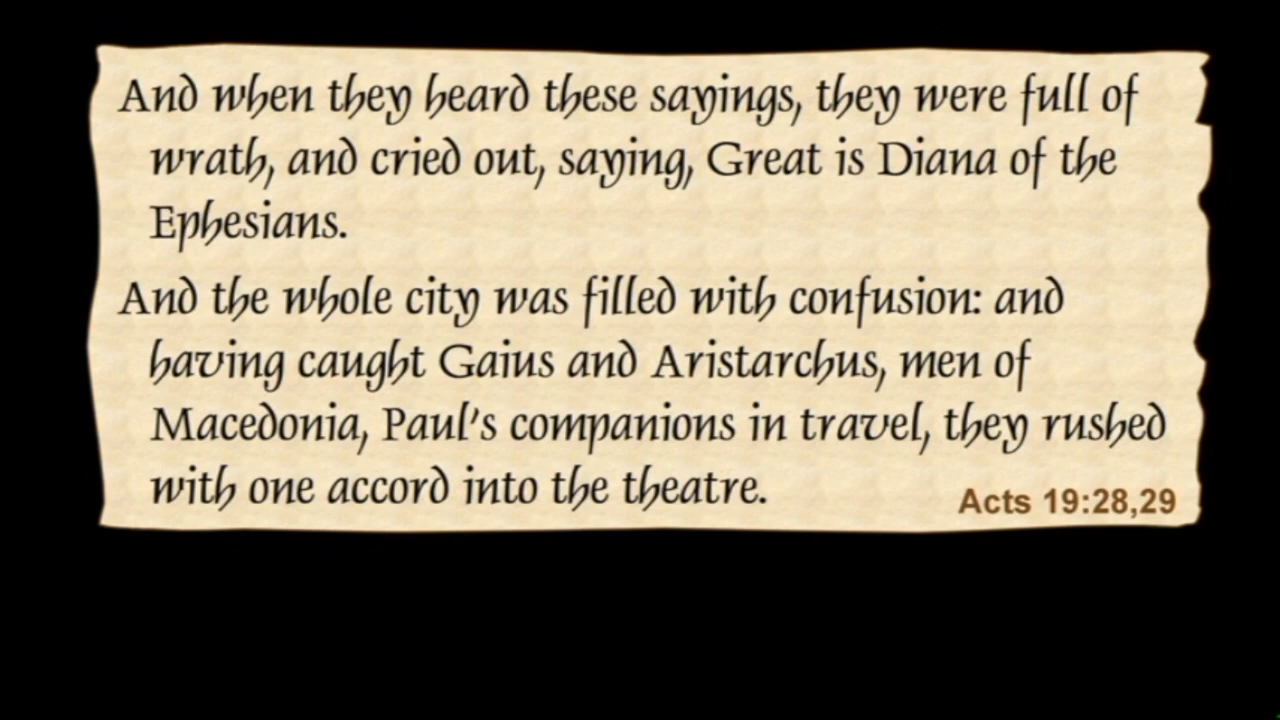 And when they heard these sayings, they were full of
wrath, and cried out, saying, Great is Diana of the
Ephesians.
And the whole city was filled with confusion: and
having caught Gaius and Aristarchus, men of
Macedonia, Paul's companions in travel, they rushed
with one accord into the theatre.
Acts 19:28,29